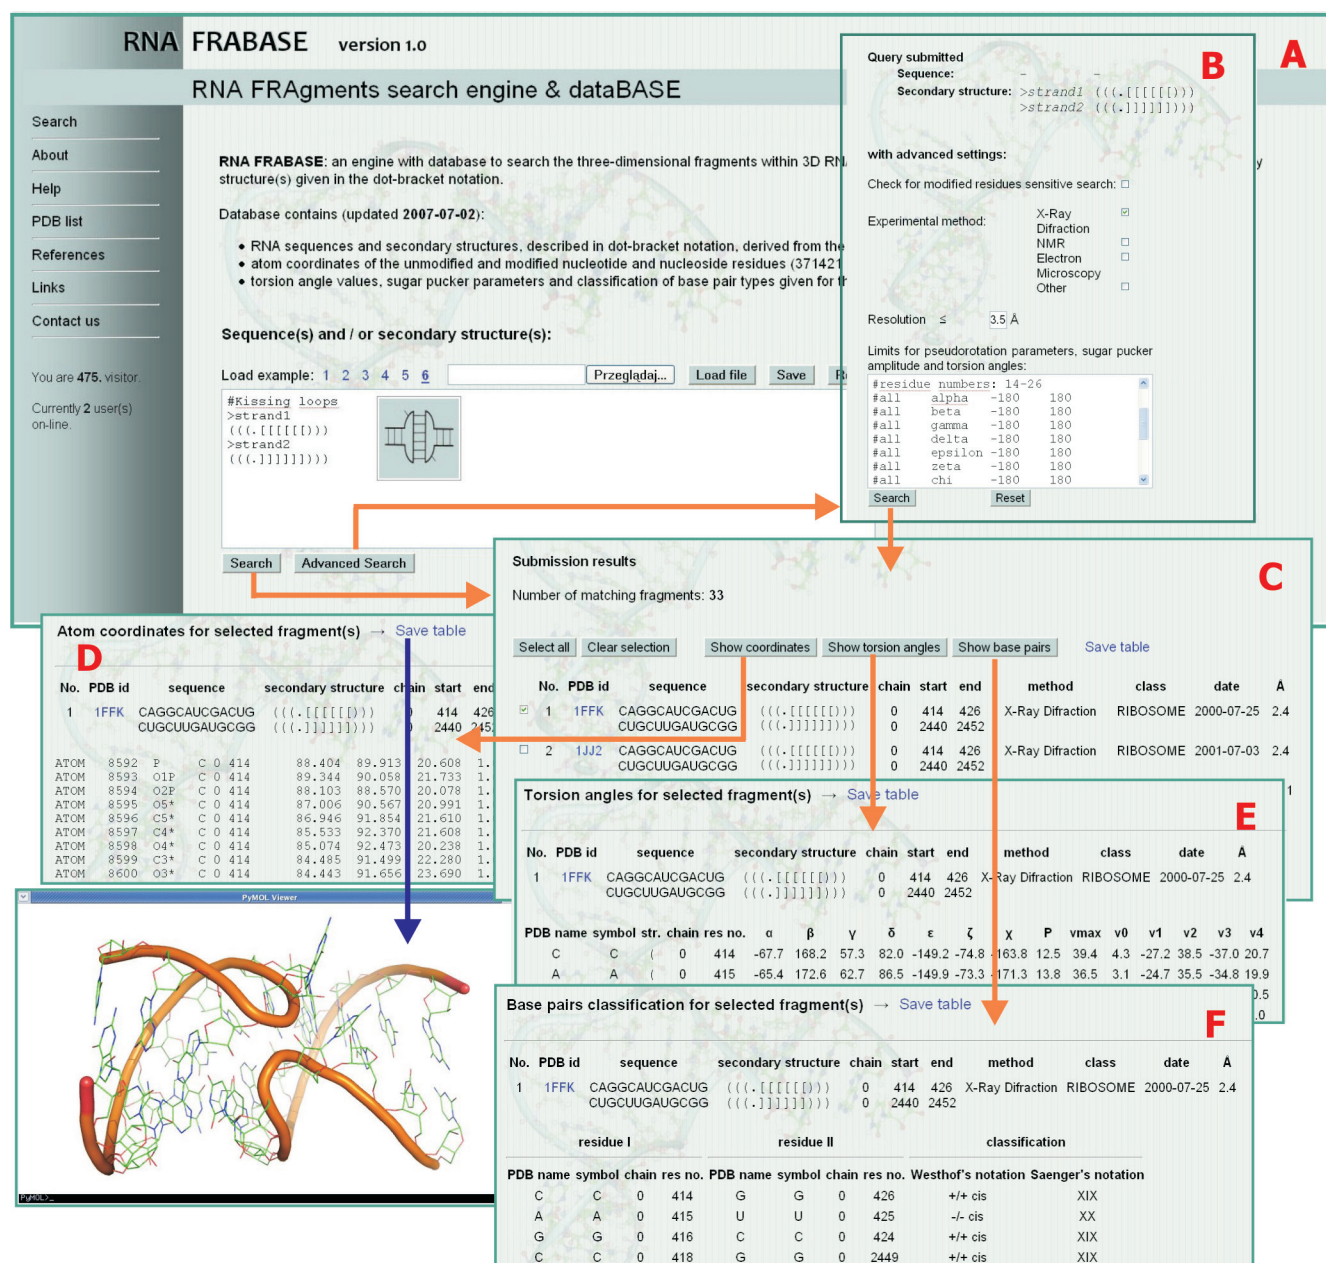 RNA FRABASE version 1.0
RNA FRAgments search engine & dataBASE
A
Search
About
Help
PDB list
References
Links
Contact us
You are 475. visitor.
Currently 2 user(s)
on-line.
RNA FRABASE: an engine with database to search the three-dimensional fragments within 3D RN
structure(s) given in the dot-bracket notation.
Database contains (updated 2007-07-02):
• RNA sequences and secondary structures, described in dot-bracket notation, derived from the
• atom coordinates of the unmodified and modified nucleotide and nucleoside residues (371421
• torsion angle values, sugar pucker parameters and classification of base pair types given for th
Sequence(s) and / or secondary structure(s):
Load example: 1 2 3 4 5 6 Przeglądaj... Load file Save
#Kissing loops
>strand1
(((.[[[[[[)))
>strand2
(((.]]]]]])))
Search Advanced Search
B
Query submitted
Sequence: – –
Secondary structure: >strand1 (((.[[[[[[)))
>strand2 (((.]]]]]])))
with advanced settings:
Check for modified residues sensitive search:
Experimental method: X-Ray
Difraction
NMR
Electron
Microscopy
Other
Resolution ≤ 3.5 Å
Limits for pseudorotation parameters, sugar pucker
amplitude and torsion angles:
#residue numbers: 14-26
#all alpha -180 180
#all beta -180 180
#all gamma -180 180
#all delta -180 180
#all epsilon -180 180
#all zeta -180 180
#all chi -180 180
Search Reset
C
Submission results
Number of matching fragments: 33
Select all Clear selection Show coordinates Show torsion angles Show base pairs Save table
No. PDB id sequence secondary structure chain start end method class date Å
1 1FFK CAGGCAUCGACUG (((.[[[[[[))) 0 414 426 X-Ray Difraction RIBOSOME 2000-07-25 2.4
CUGCUUGAUGCGG (((.]]]]]]))) 0 2440 2452
2 1JJ2 CAGGCAUCGACUG (((.[[[[[[))) 0 414 426 X-Ray Difraction RIBOSOME 2001-07-03 2.4
CUGCUUGAUGCGG (((.]]]]]]))) 0 2440 2452
1
D
Atom coordinates for selected fragment(s) → Save table
No. PDB id sequence secondary structure chain start end
1 1FFK CAGGCAUCGACUG (((.[[[[[[))) 0 414 426
CUGCUUGAUGCGG (((.]]]]]]))) 2440 2452
ATOM 8592 P C 0 414 88.404 89.913 20.608 1.
ATOM 8593 O1P C 0 414 89.344 90.058 21.733 1.
ATOM 8594 O2P C 0 414 88.103 88.570 20.078 1.
ATOM 8595 O5* C 0 414 87.006 90.567 20.991 1.
ATOM 8596 C5* C 0 414 86.946 91.854 21.610 1.
ATOM 8597 C4* C 0 414 85.533 92.370 21.608 1.
ATOM 8598 O4* C 0 414 85.074 92.473 20.238 1.
ATOM 8599 C3* C 0 414 84.485 91.499 22.280 1.
ATOM 8600 O3* C 0 414 84.443 91.656 23.690 1.
PyMOL Viewer
PyMOL>_
E
Torsion angles for selected fragment(s) → Save table
No. PDB id sequence secondary structure chain start end method class date Å
1 1FFK CAGGCAUCGACUG (((.[[[[[[))) 0 414 426 X-Ray Difraction RIBOSOME 2000-07-25 2.4
CUGCUUGAUGCGG (((.]]]]]]))) 0 2440 2452
PDB name symbol str. chain res no. α β γ δ ε ζ χ P vmax v0 v1 v2 v3 v4
C C ( 0 414 -67.7 168.2 57.3 82.0 -149.2 -74.8 -163.8 12.5 39.4 4.3 -27.2 38.5 -37.0 20.7
A A ( 0 415 -65.4 172.6 62.7 86.5 -149.9 -73.3 -171.3 13.8 36.5 3.1 -24.7 35.5 -34.8 19.9
0.5
.0
F
Base pairs classification for selected fragment(s) → Save table
No. PDB id sequence secondary structure chain start end method class date Å
1 1FFK CAGGCAUCGACUG (((.[[[[[[))) 0 414 426 X-Ray Difraction RIBOSOME 2000-07-25 2.4
CUGCUUGAUGCGG (((.]]]]]]))) 0 2440 2452
residue I residue II classification
PDB name symbol chain res no. PDB name symbol chain res no. Westhof's notation Saenger's notation
C C 0 414 G G 0 426 +/+ cis XIX
A A 0 415 U U 0 425 -/- cis XX
G G 0 416 C C 0 424 +/+ cis XIX
C C 0 418 G G 0 2449 +/+ cis XIX